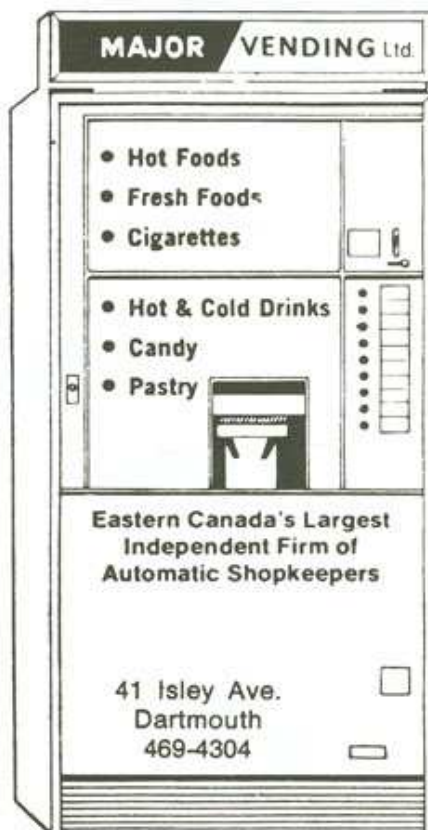 MAJOR VENDING Ltd.
• Hot Foods
• Fresh Foods
• Cigarettes
• Hot & Cold Drinks
• Candy
• Pastry
Eastern Canada's Largest
Independent Firm of
Automatic Shopkeepers
41 Isley Ave.
Dartmouth
469-4304